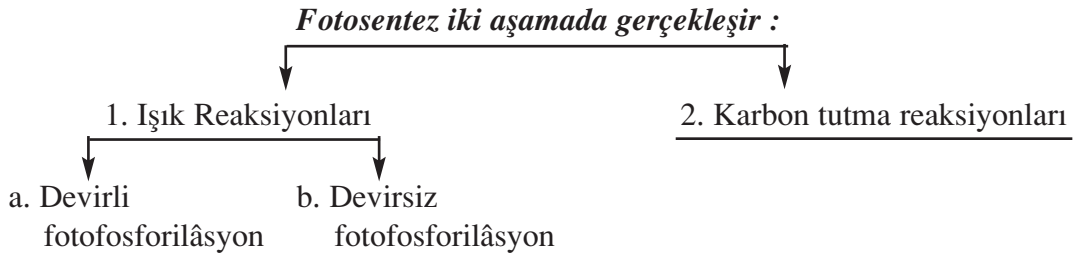 Fotosentez iki aşamada gerçekleşir :
1. Işık Reaksiyonları
2. Karbon tutma reaksiyonları
a. Devirli
fotofosforilâsyon
b. Devirsiz
fotofosforilâsyon